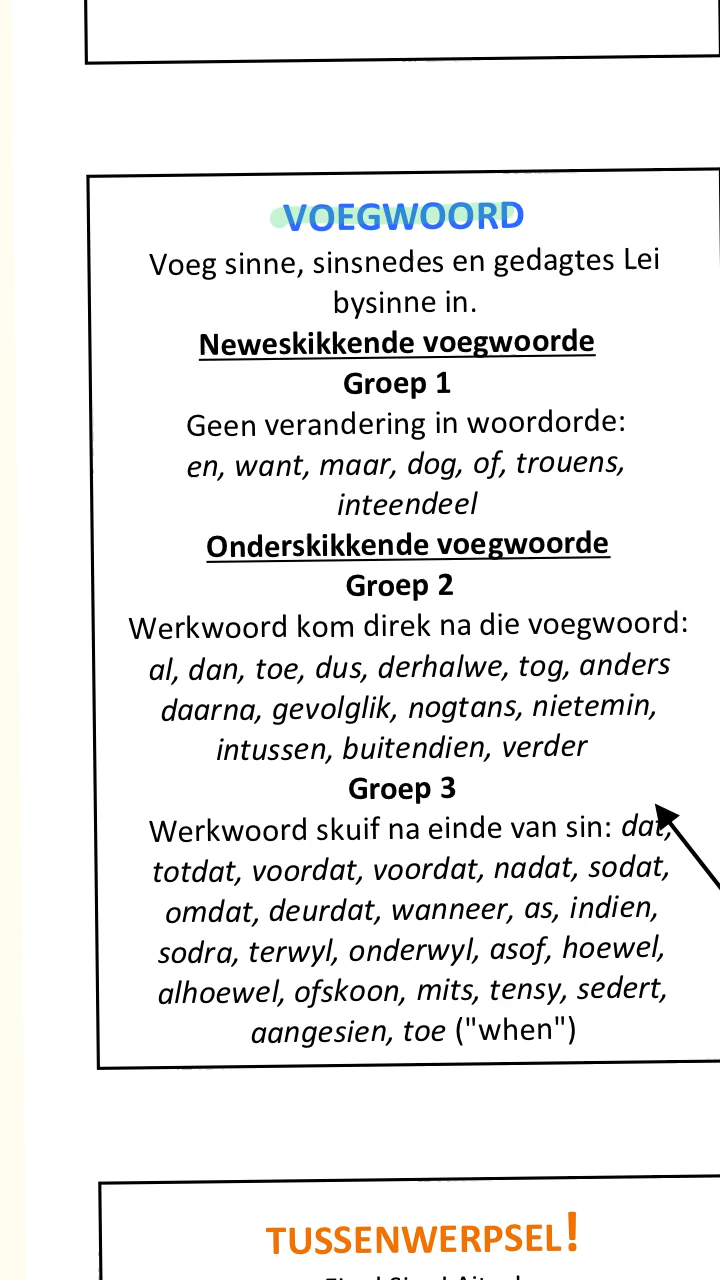 VOEGWOORD
Voeg sinne, sinsnedes en gedagtes Lei
bysinne in.
Neweskikkende voegwoorde
Groep 1
Geen verandering in woordorde:
en, want, maar, dog, of, trouens,
inteendeel
Onderskikkende voegwoorde
Groep 2
Werkwoord kom direk na die voegwoord:
al, dan, toe, dus, derhalwe, tog, anders
daarna, gevolglik, nogtans, nietemin,
intussen, buitendien, verder
Groep 3
Werkwoord skuif na einde van sin: dat,
totdat, voordat, voordat, nadat, sodat,
omdat, deurdat, wanneer, as, indien,
sodra, terwyl, onderwyl, asof, hoewel,
alhoewel, ofskoon, mits, tensy, sedert,
aangesien, toe ("when")
TUSSENWERPSEL!